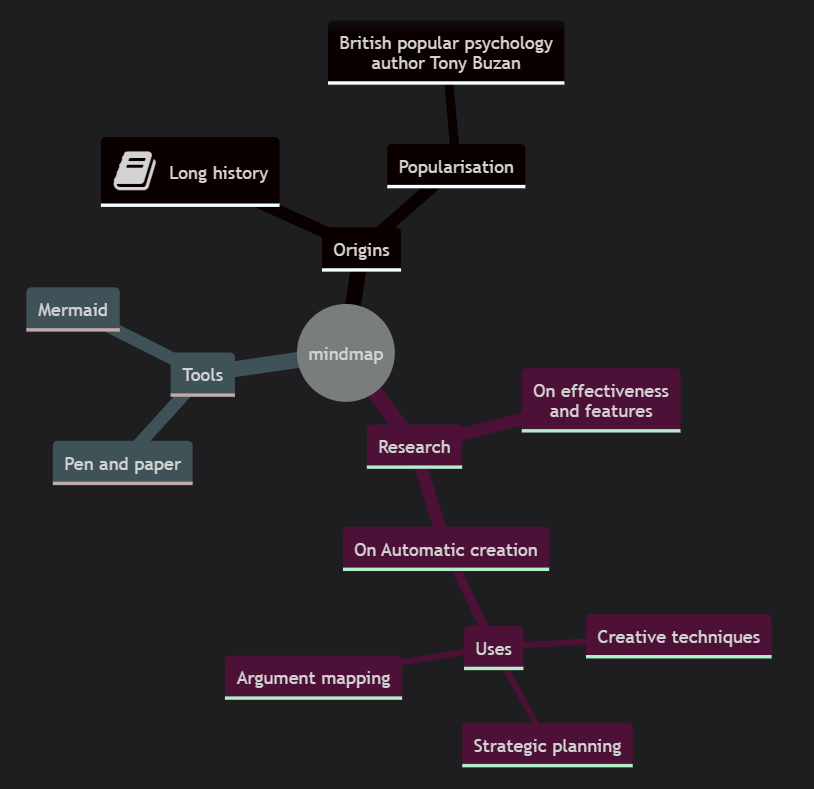 British popular psychology
author Tony Buzan
Long history
Popularisation
Origins
Mermaid
mindmap
Tools
On effectiveness
and features
Research
Pen and paper
On Automatic creation
Uses
Creative techniques
Argument mapping
Strategic planning